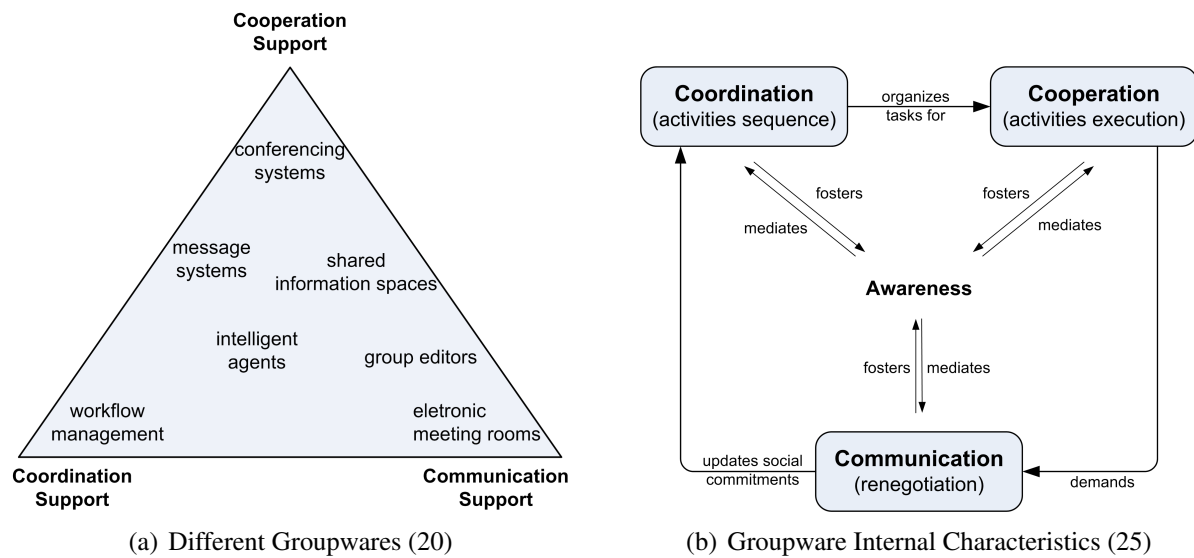 Cooperation
Support
conferencing
systems
message
systems
shared
information spaces
intelligent
agents
group editors
workflow
management
eletronic
meeting rooms
Coordination
Support
Communication
Support
(a) Different Groupwares (20)
Coordination
(activities sequence)
organizes
tasks for
Cooperation
(activities execution)
fosters
mediates
fosters
mediates
Awareness
fosters
mediates
updates social
commitments
Communication
(renegotiation)
demands
(b) Groupware Internal Characteristics (25)